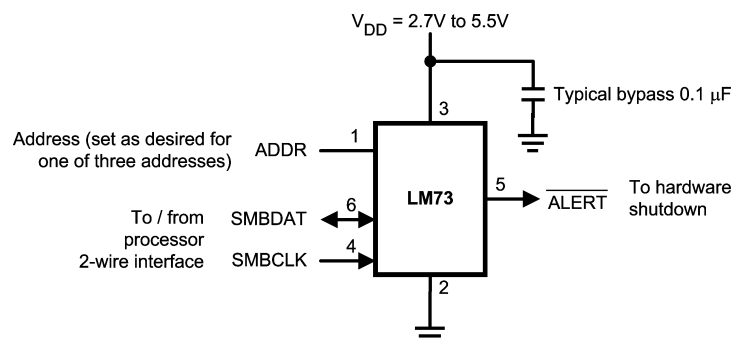 V_DD = 2.7V to 5.5V
Typical bypass 0.1 μF
3
Address (set as desired for
one of three addresses)
ADDR
1
LM73
5
ALERT
To hardware
shutdown
To / from
processor
2-wire interface
SMBDAT
6
SMBCLK
4
2